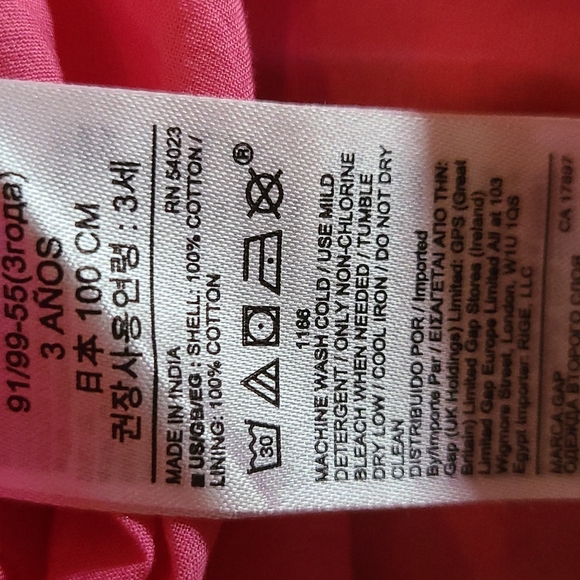 91/99-55(3года)
3 AÑOS
日本 100 CM
권장사용연령 : 3세
RN 54023
MADE IN INDIA
US/GB/EG : SHELL: 100% COTTON /
LINING: 100% COTTON
30
®
1166
MACHINE WASH COLD / USE MILD
DETERGENT / ONLY NON-CHLORINE
BLEACH WHEN NEEDED / TUMBLE
DRY LOW / COOL IRON / DO NOT DRY
CLEAN
DISTRIBUIDO POR / Imported
By/Importe Par / ΕΙΣΑΓΕΤΑΙ ΑΠΟ ΤΗΝ:
Gap (UK Holdings) Limited: GPS (Great
Britain) Limited Gap Stores (Ireland)
Limited Gap Europe Limited All at 103
Wigmore Street, London, W1U 1QS
Egypt Importer: RIGE, LLC
CA 17897
MARCA GAP
ОДЕЖДА ВТОРОГО СЛОЯ